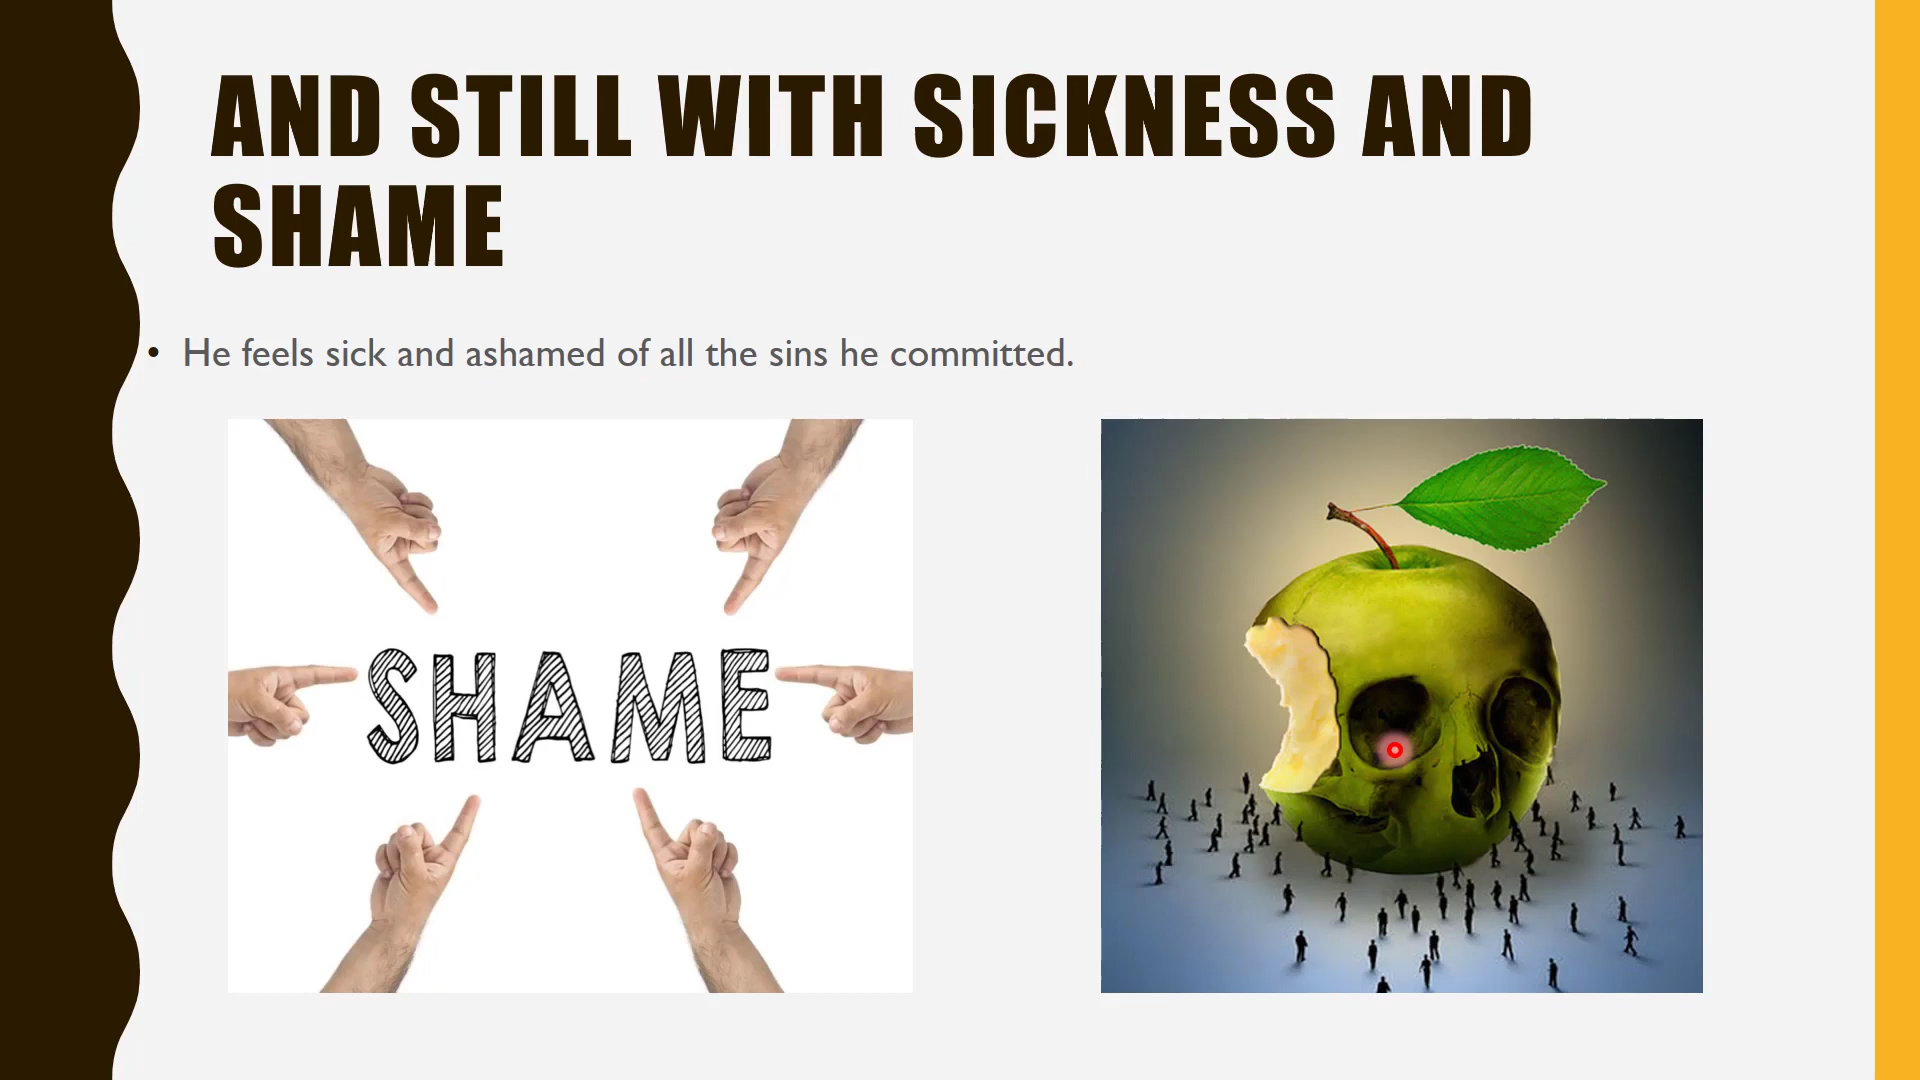 AND STILL WITH SICKNESS AND
SHAME
• He feels sick and ashamed of all the sins he committed.
SHAME